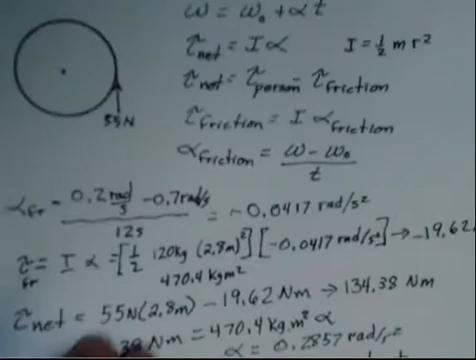 ω = ω₀ + αt
τnet = Iα   I = ½ m r²
τnet = τparam - τfriction
55N
τfriction = I αfriction
αfriction = (ω - ω₀) / t
αfr = (0.2 rad/s - 0.7 rad/s) / 12s = -0.0417 rad/s²
τfr = I α = [½ 120kg (2.8m)²][-0.0417 rad/s²] → -19.62
470.4 kgm²
τnet = 55N(2.8m) - 19.62 Nm → 134.38 Nm
38 Nm = 470.4 kg.m² α
α = 0.2857 rad/s²